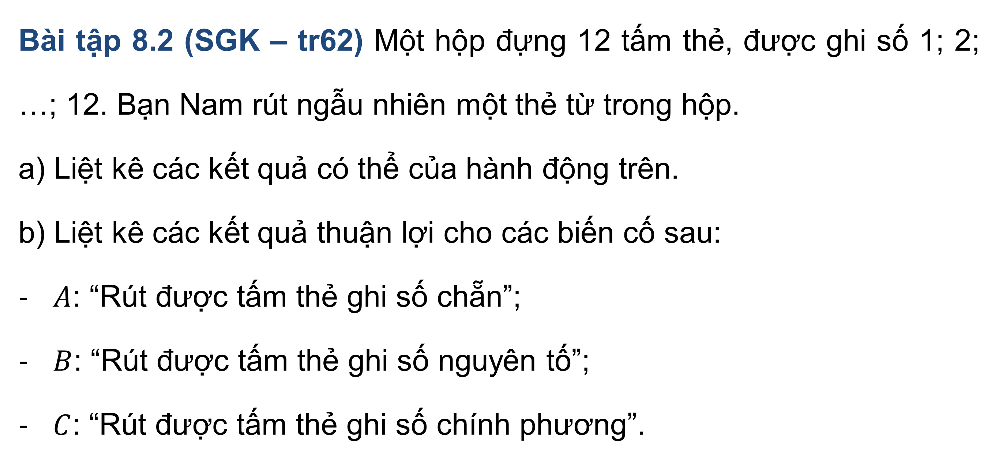 Bài tập 8.2 (SGK – tr62) Một hộp đựng 12 tấm thẻ, được ghi số 1; 2;
…; 12. Bạn Nam rút ngẫu nhiên một thẻ từ trong hộp.
a) Liệt kê các kết quả có thể của hành động trên.
b) Liệt kê các kết quả thuận lợi cho các biến cố sau:
- A: “Rút được tấm thẻ ghi số chẵn”;
- B: “Rút được tấm thẻ ghi số nguyên tố”;
- C: “Rút được tấm thẻ ghi số chính phương”.